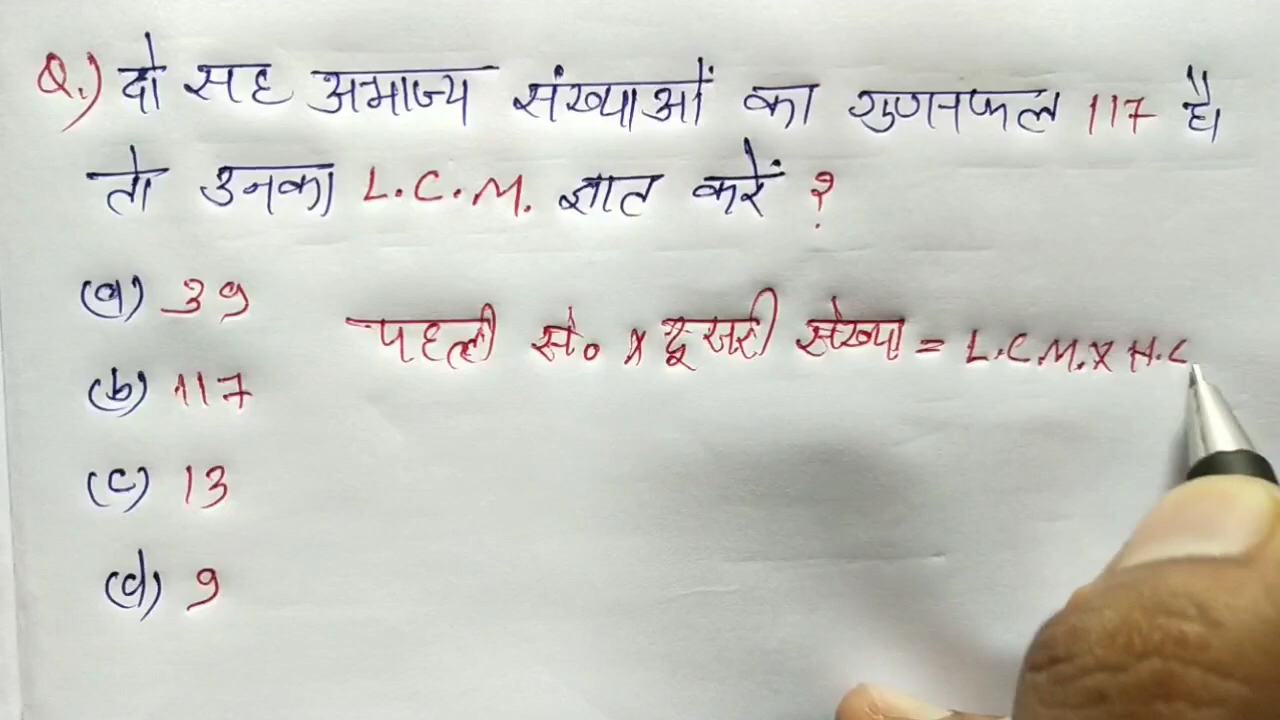 Q.) दो सह अभाज्य संख्याओं का गुणनफल 117 है।
तो उनका L.C.M. ज्ञात करें ?
(a) 39
पहली सं० x दूसरी संख्या = L.C.M. x H.C
(b) 117
(c) 13
(d) 9